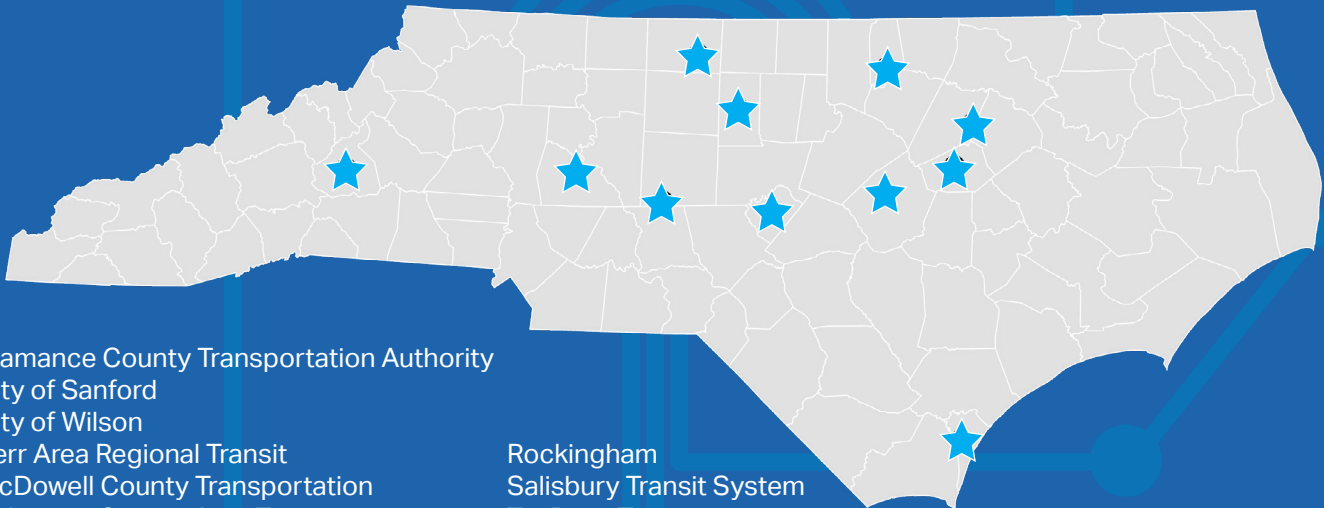 amance County Transportation Authority
ty of Sanford
ty of Wilson
err Area Regional Transit
cDowell County Transportation
Rockingham
Salisbury Transit System